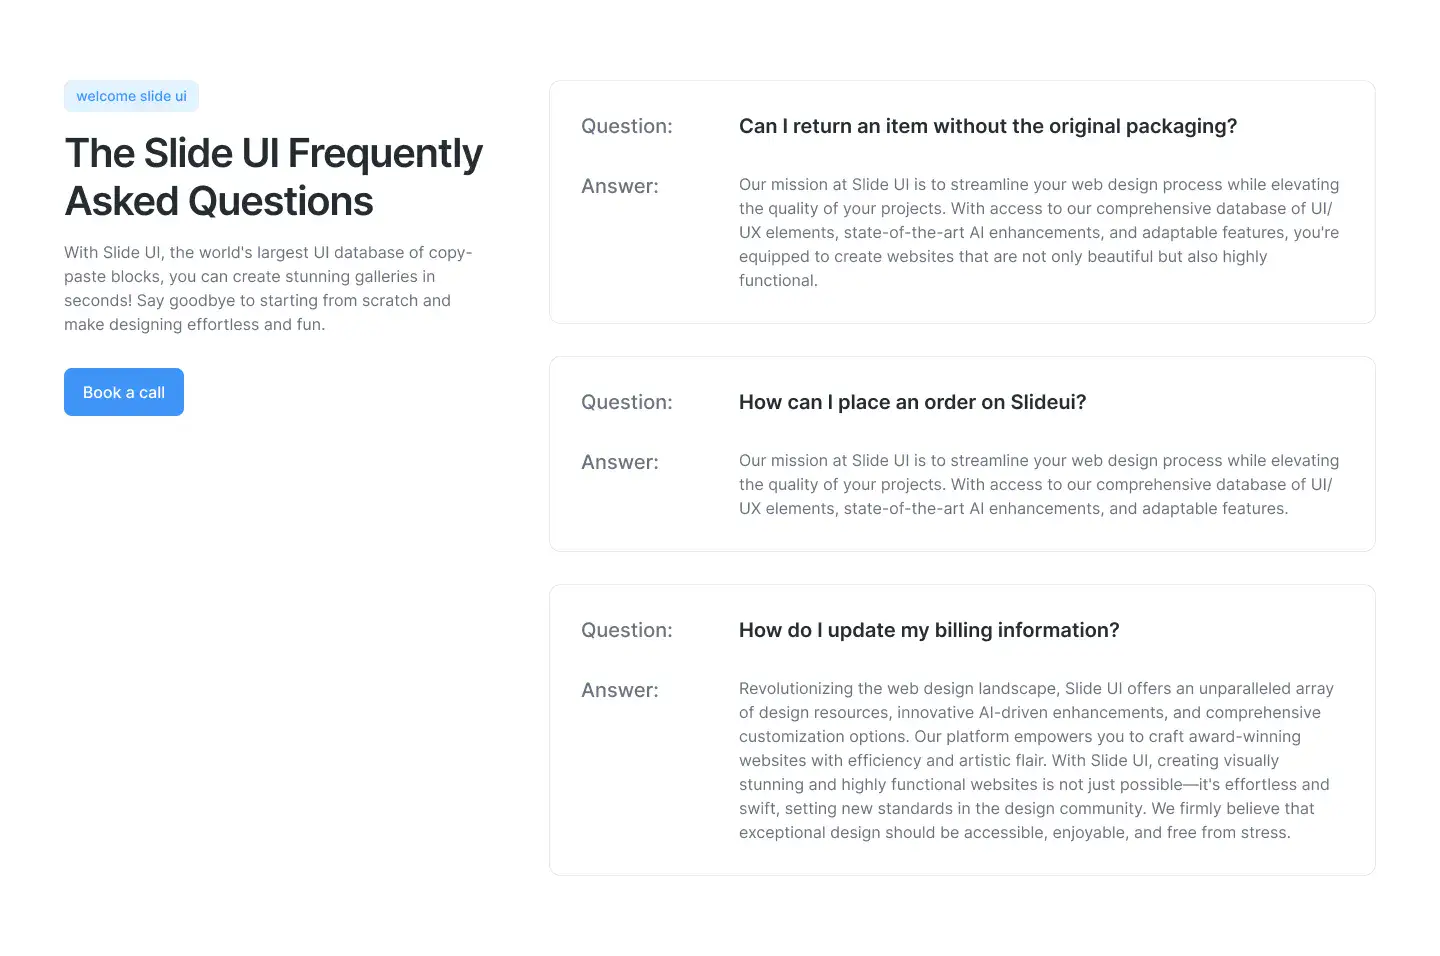 welcome slide ui
The Slide UI Frequently
Asked Questions
With Slide UI, the world's largest UI database of copy-
paste blocks, you can create stunning galleries in
seconds! Say goodbye to starting from scratch and
make designing effortless and fun.
Book a call
Question:
Can I return an item without the original packaging?
Answer:
Our mission at Slide UI is to streamline your web design process while elevating
the quality of your projects. With access to our comprehensive database of UI/
UX elements, state-of-the-art AI enhancements, and adaptable features, you're
equipped to create websites that are not only beautiful but also highly
functional.
Question:
How can I place an order on Slideui?
Answer:
Our mission at Slide UI is to streamline your web design process while elevating
the quality of your projects. With access to our comprehensive database of UI/
UX elements, state-of-the-art AI enhancements, and adaptable features.
Question:
How do I update my billing information?
Answer:
Revolutionizing the web design landscape, Slide UI offers an unparalleled array
of design resources, innovative AI-driven enhancements, and comprehensive
customization options. Our platform empowers you to craft award-winning
websites with efficiency and artistic flair. With Slide UI, creating visually
stunning and highly functional websites is not just possible—it's effortless and
swift, setting new standards in the design community. We firmly believe that
exceptional design should be accessible, enjoyable, and free from stress.